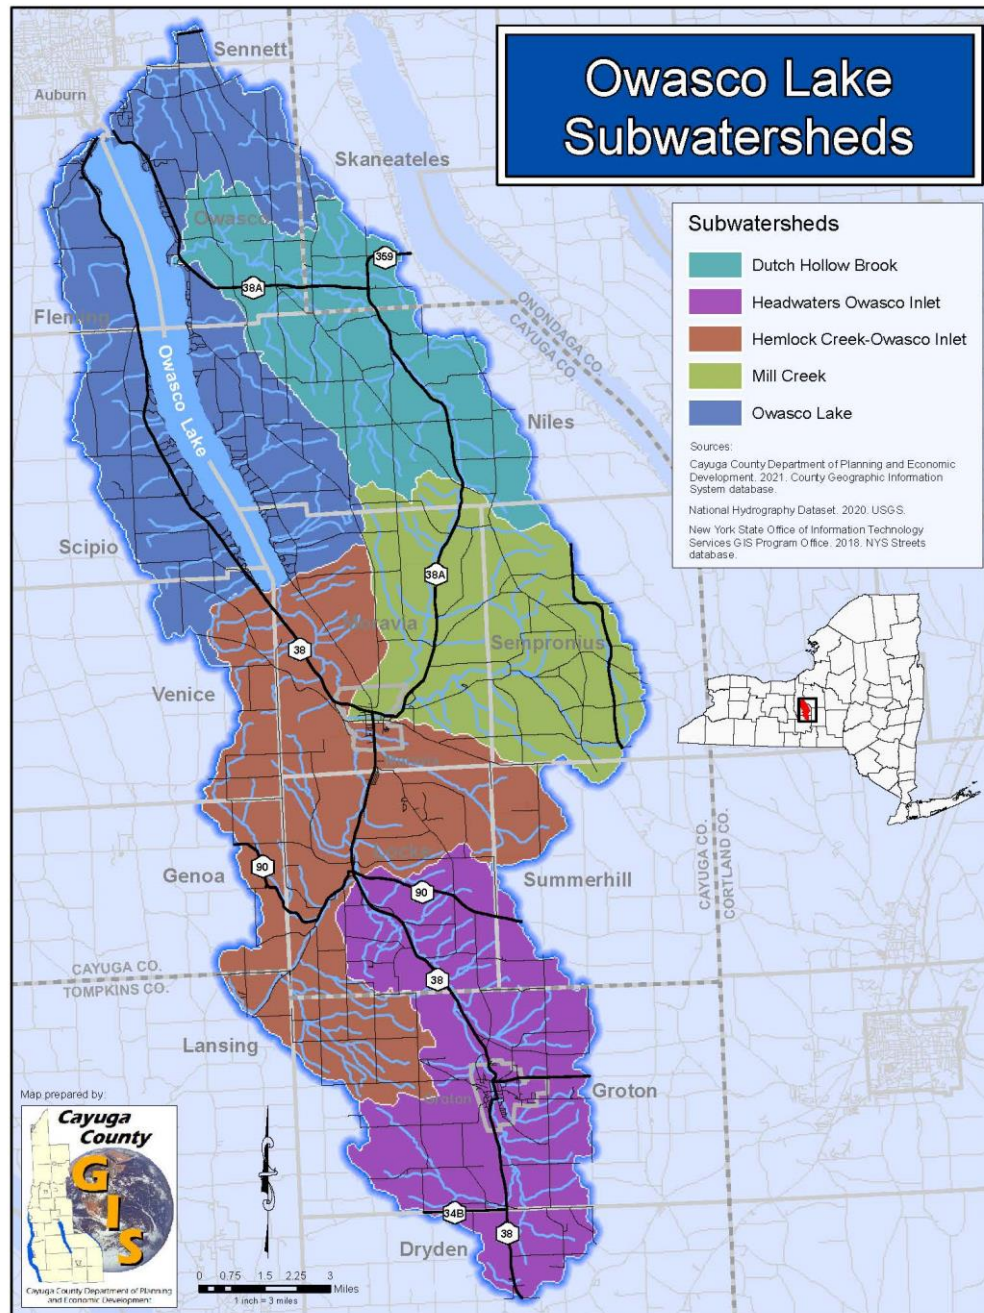 Owasco Lake
Subwatersheds
Sennett
Auburn
Skaneateles
Owasco
359
38A
Fleming
ONONDAGA CO.
CAYUGA CO.
Owasco Lake
Niles
Scipio
38A
Moravia
Sempronius
38
Venice
Moravia
Locke
Genoa
90
90
Summerhill
CAYUGA CO.
CORTLAND CO.
38
CAYUGA CO.
TOMPKINS CO.
Lansing
Groton
Groton
34B
38
Dryden
Subwatersheds
Dutch Hollow Brook
Headwaters Owasco Inlet
Hemlock Creek-Owasco Inlet
Mill Creek
Owasco Lake
Sources:
Cayuga County Department of Planning and Economic
Development. 2021. County Geographic Information
System database.
National Hydrography Dataset. 2020. USGS.
New York State Office of Information Technology
Services GIS Program Office. 2018. NYS Streets
database.
Map prepared by:
Cayuga
County
GIS
Cayuga County Department of Planning
and Economic Development
0 0.75 1.5 2.25 3
Miles
1 inch = 3 miles